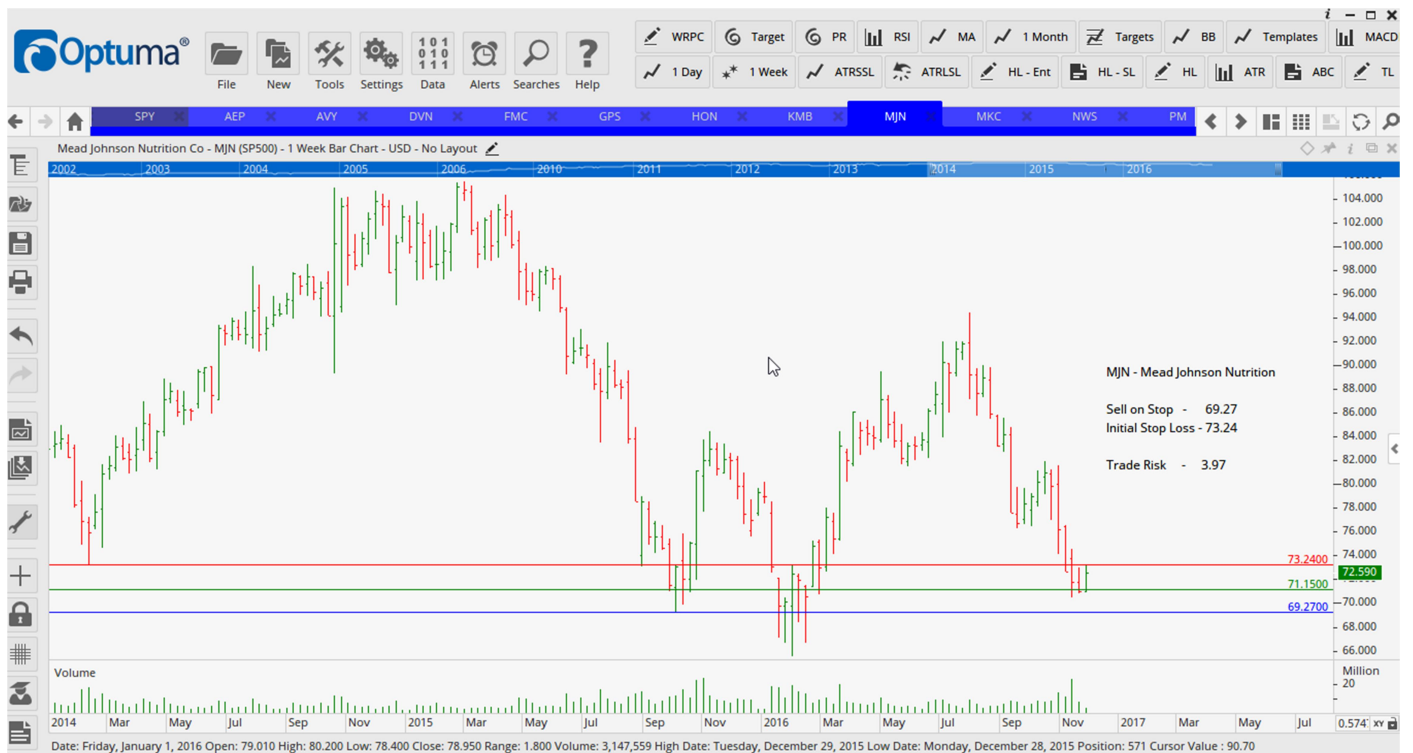 Optuma®
File New Tools Settings Data Alerts Searches Help
WRPC Target PR RSI MA 1 Month Targets BB Templates MACD
1 Day 1 Week ATRSSL ATRLSL HL - Ent HL - SL HL ATR ABC TL
SPY AEP AVY DVN FMC GPS HON KMB MJN MKC NWS PM
Mead Johnson Nutrition Co - MJN (SP500) - 1 Week Bar Chart - USD - No Layout
2002 2003 2004 2005 2006 2010 2011 2012 2013 2014 2015 2016
104.000
102.000
100.000
98.000
96.000
94.000
92.000
90.000
MJN - Mead Johnson Nutrition
88.000
Sell on Stop - 69.27
86.000
Initial Stop Loss - 73.24
84.000
Trade Risk - 3.97
82.000
80.000
78.000
76.000
74.000
73.2400
72.590
71.1500
70.000
69.2700
68.000
66.000
Volume
Million
20
2014 Mar May Jul Sep Nov 2015 Mar May Jul Sep Nov 2016 Mar May Jul Sep Nov 2017 Mar May Jul
XY
Date: Friday, January 1, 2016 Open: 79.010 High: 80.200 Low: 78.400 Close: 78.950 Range: 1.800 Volume: 3,147,559 High Date: Tuesday, December 29, 2015 Low Date: Monday, December 28, 2015 Position: 571 Cursor Value : 90.70